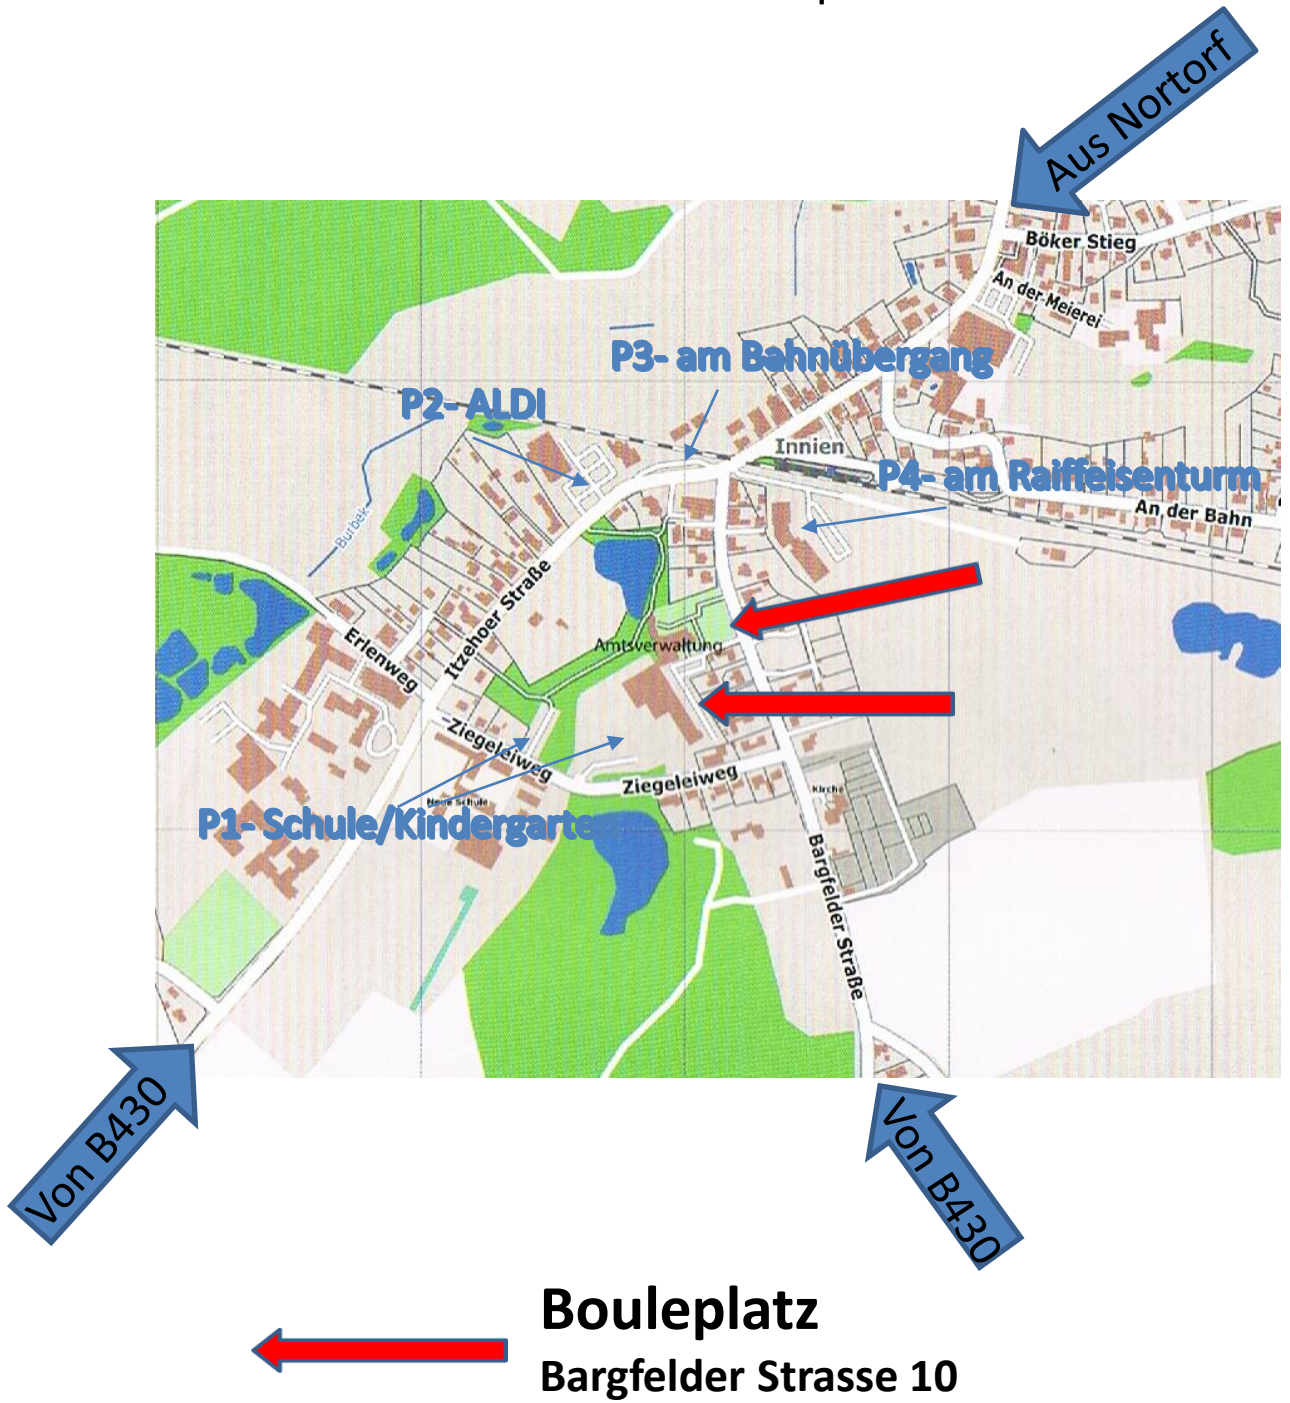 Aus Nortorf
Böker Stieg
An der Meierei
P3- am Bahnübergang
P2- ALDI
Innien
P4- am Raiffeisenturm
An der Bahn
Burbek
Itzehoer Straße
Erlenweg
Amtsverwaltung
Ziegeleiweg
Ziegeleiweg
Neue Schule
Kirche
P1- Schule/Kindergarte
Bargfelder Straße
Von B430
Von B430
Bouleplatz
Bargfelder Strasse 10